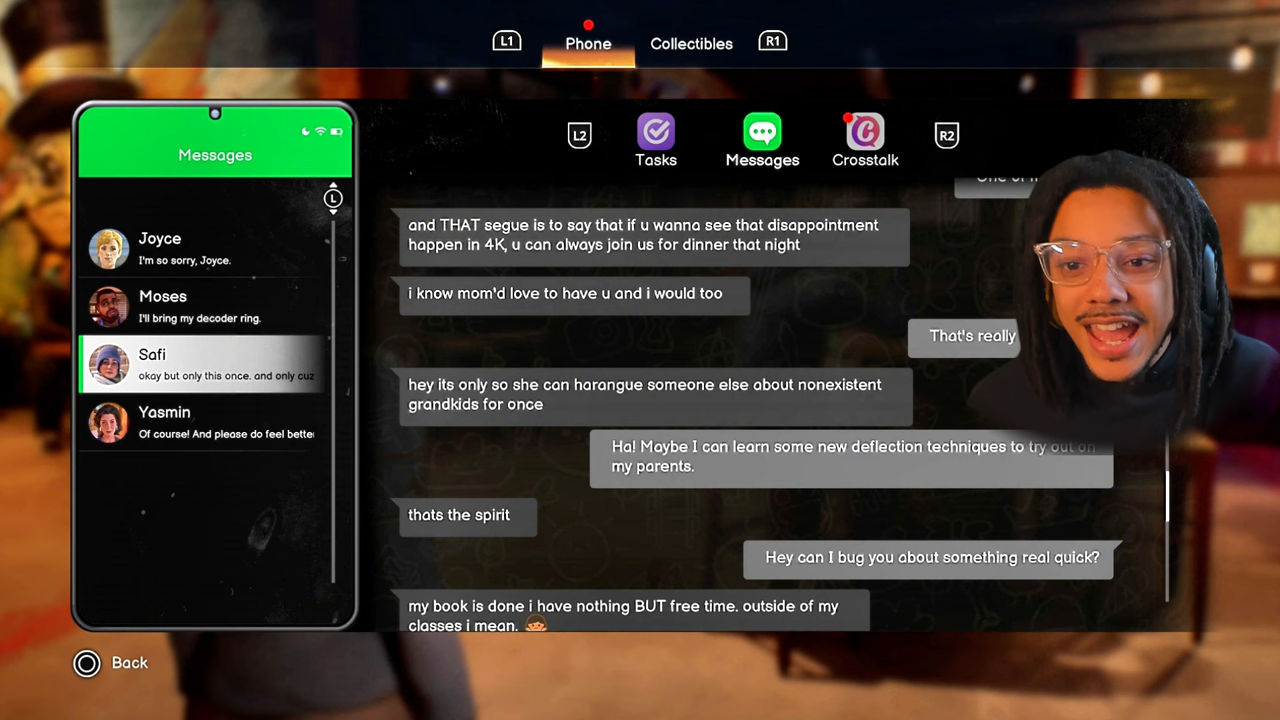 L1
Phone
Collectibles
R1
Messages
L
Joyce
I'm so sorry, Joyce.
Moses
I'll bring my decoder ring.
Safi
okay but only this once. and only cuz
Yasmin
Of course! And please do feel better
L2
Tasks
Messages
Crosstalk
R2
One of
and THAT segue is to say that if u wanna see that disappointment
happen in 4K, u can always join us for dinner that night
i know mom'd love to have u and i would too
That's really
hey its only so she can harangue someone else about nonexistent
grandkids for once
Ha! Maybe I can learn some new deflection techniques to try out on
my parents.
thats the spirit
Hey can I bug you about something real quick?
my book is done i have nothing BUT free time. outside of my
classes i mean.
Back